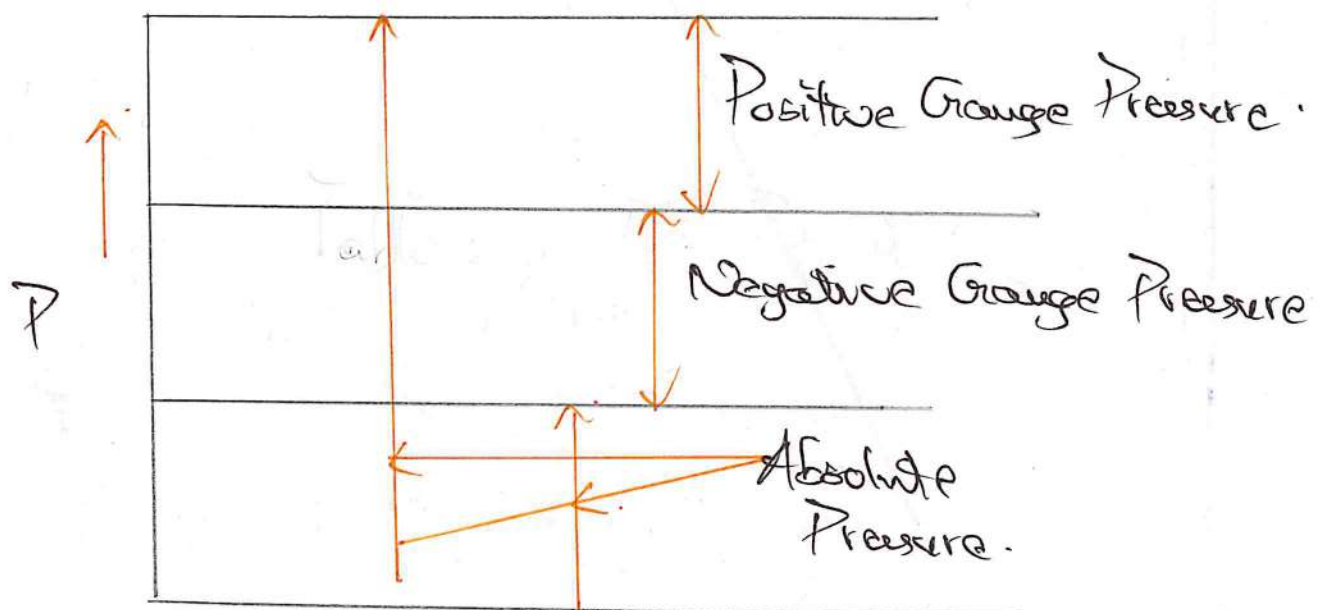 Positive Gauge Pressure.
P
Negative Gauge Pressure
Absolute
Pressure.